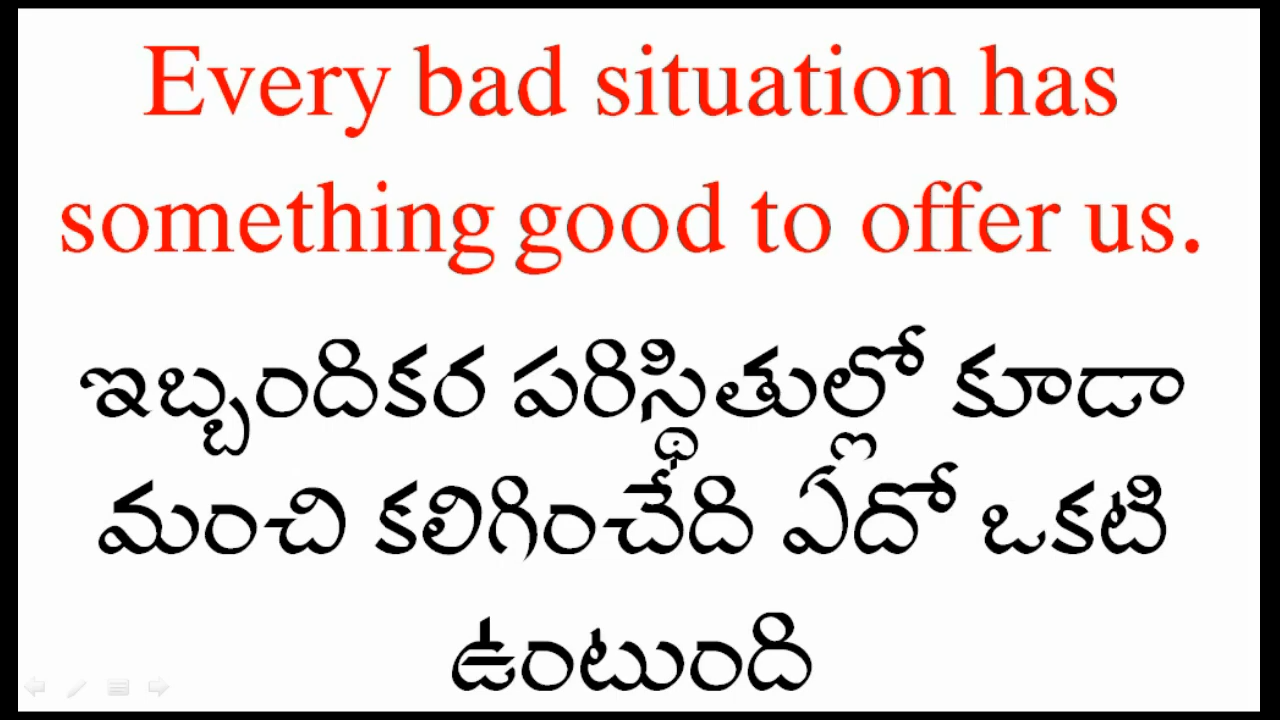 Every bad situation has
something good to offer us.
ఇబ్బందికర పరిస్థితుల్లో కూడా
మంచి కలిగించేది ఏదో ఒకటి
ఉంటుంది